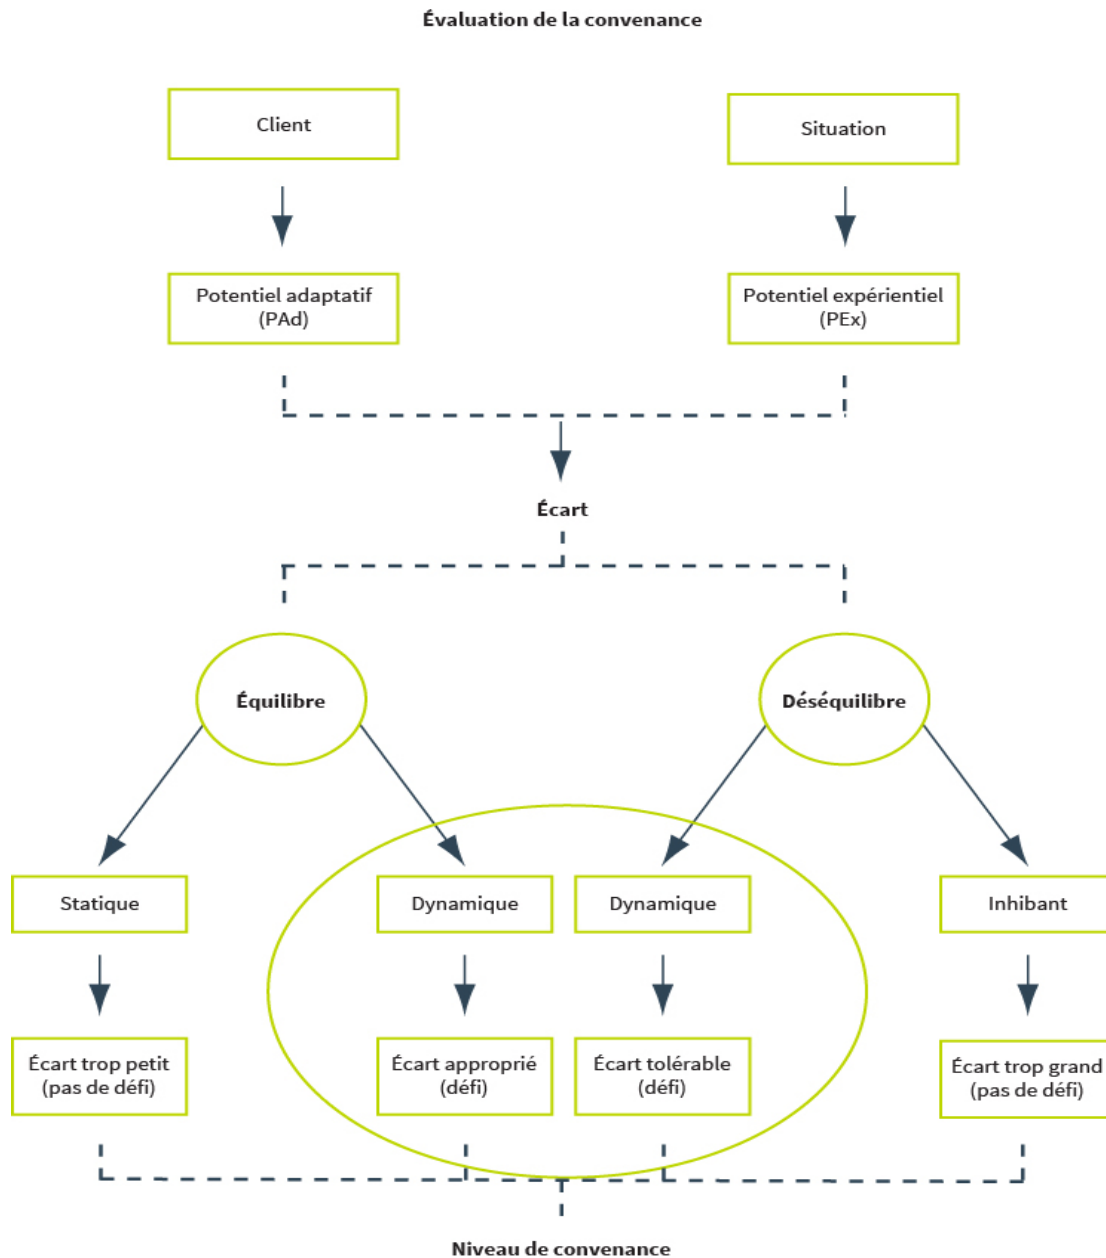 Évaluation de la convenance
Client
Situation
Potentiel adaptatif
(PAd)
Potentiel expérientiel
(PEx)
Écart
Équilibre
Déséquilibre
Statique
Dynamique
Dynamique
Inhibant
Écart trop petit
(pas de défi)
Écart approprié
(défi)
Écart tolérable
(défi)
Écart trop grand
(pas de défi)
Niveau de convenance